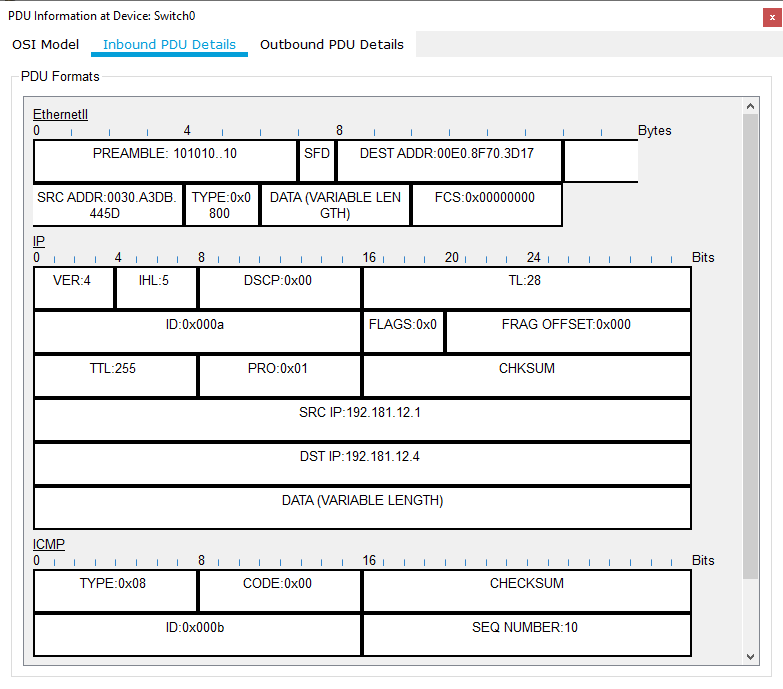 PDU Information at Device: Switch0
x
OSI Model Inbound PDU Details Outbound PDU Details
PDU Formats
EthernetII
0 4 8 Bytes
PREAMBLE: 101010..10 SFD DEST ADDR:00E0.8F70.3D17
SRC ADDR:0030.A3DB. TYPE:0x0 DATA (VARIABLE LEN FCS:0x00000000
445D 800 GTH)
IP
0 4 8 16 20 24 Bits
VER:4 IHL:5 DSCP:0x00 TL:28
ID:0x000a FLAGS:0x0 FRAG OFFSET:0x000
TTL:255 PRO:0x01 CHKSUM
SRC IP:192.181.12.1
DST IP:192.181.12.4
DATA (VARIABLE LENGTH)
ICMP
0 8 16 Bits
TYPE:0x08 CODE:0x00 CHECKSUM
ID:0x000b SEQ NUMBER:10